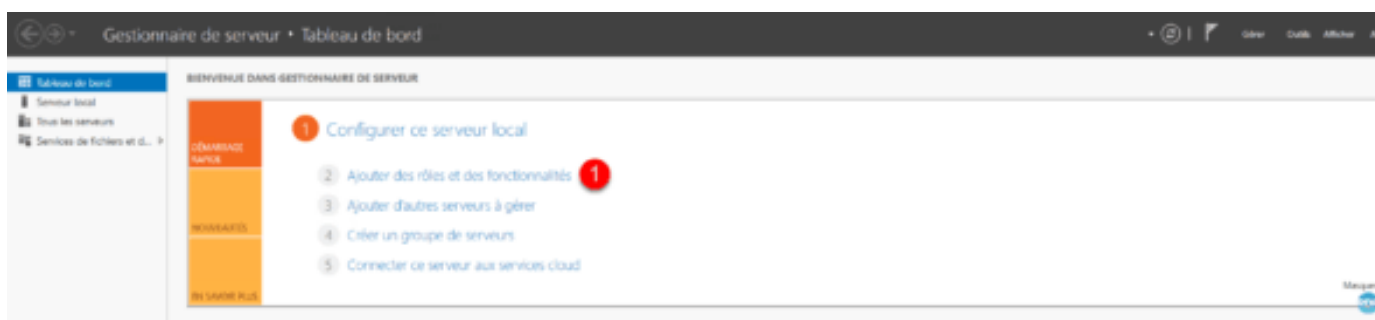 Gestionnaire de serveur • Tableau de bord
Gérer Outils Afficher
Tableau de bord
Serveur local
Tous les serveurs
Services de fichiers et d...
BIENVENUE DANS GESTIONNAIRE DE SERVEUR
DÉMARRAGE
RAPIDE
NOUVEAUTÉS
EN SAVOIR PLUS
1 Configurer ce serveur local
2 Ajouter des rôles et des fonctionnalités 1
3 Ajouter d'autres serveurs à gérer
4 Créer un groupe de serveurs
5 Connecter ce serveur aux services cloud